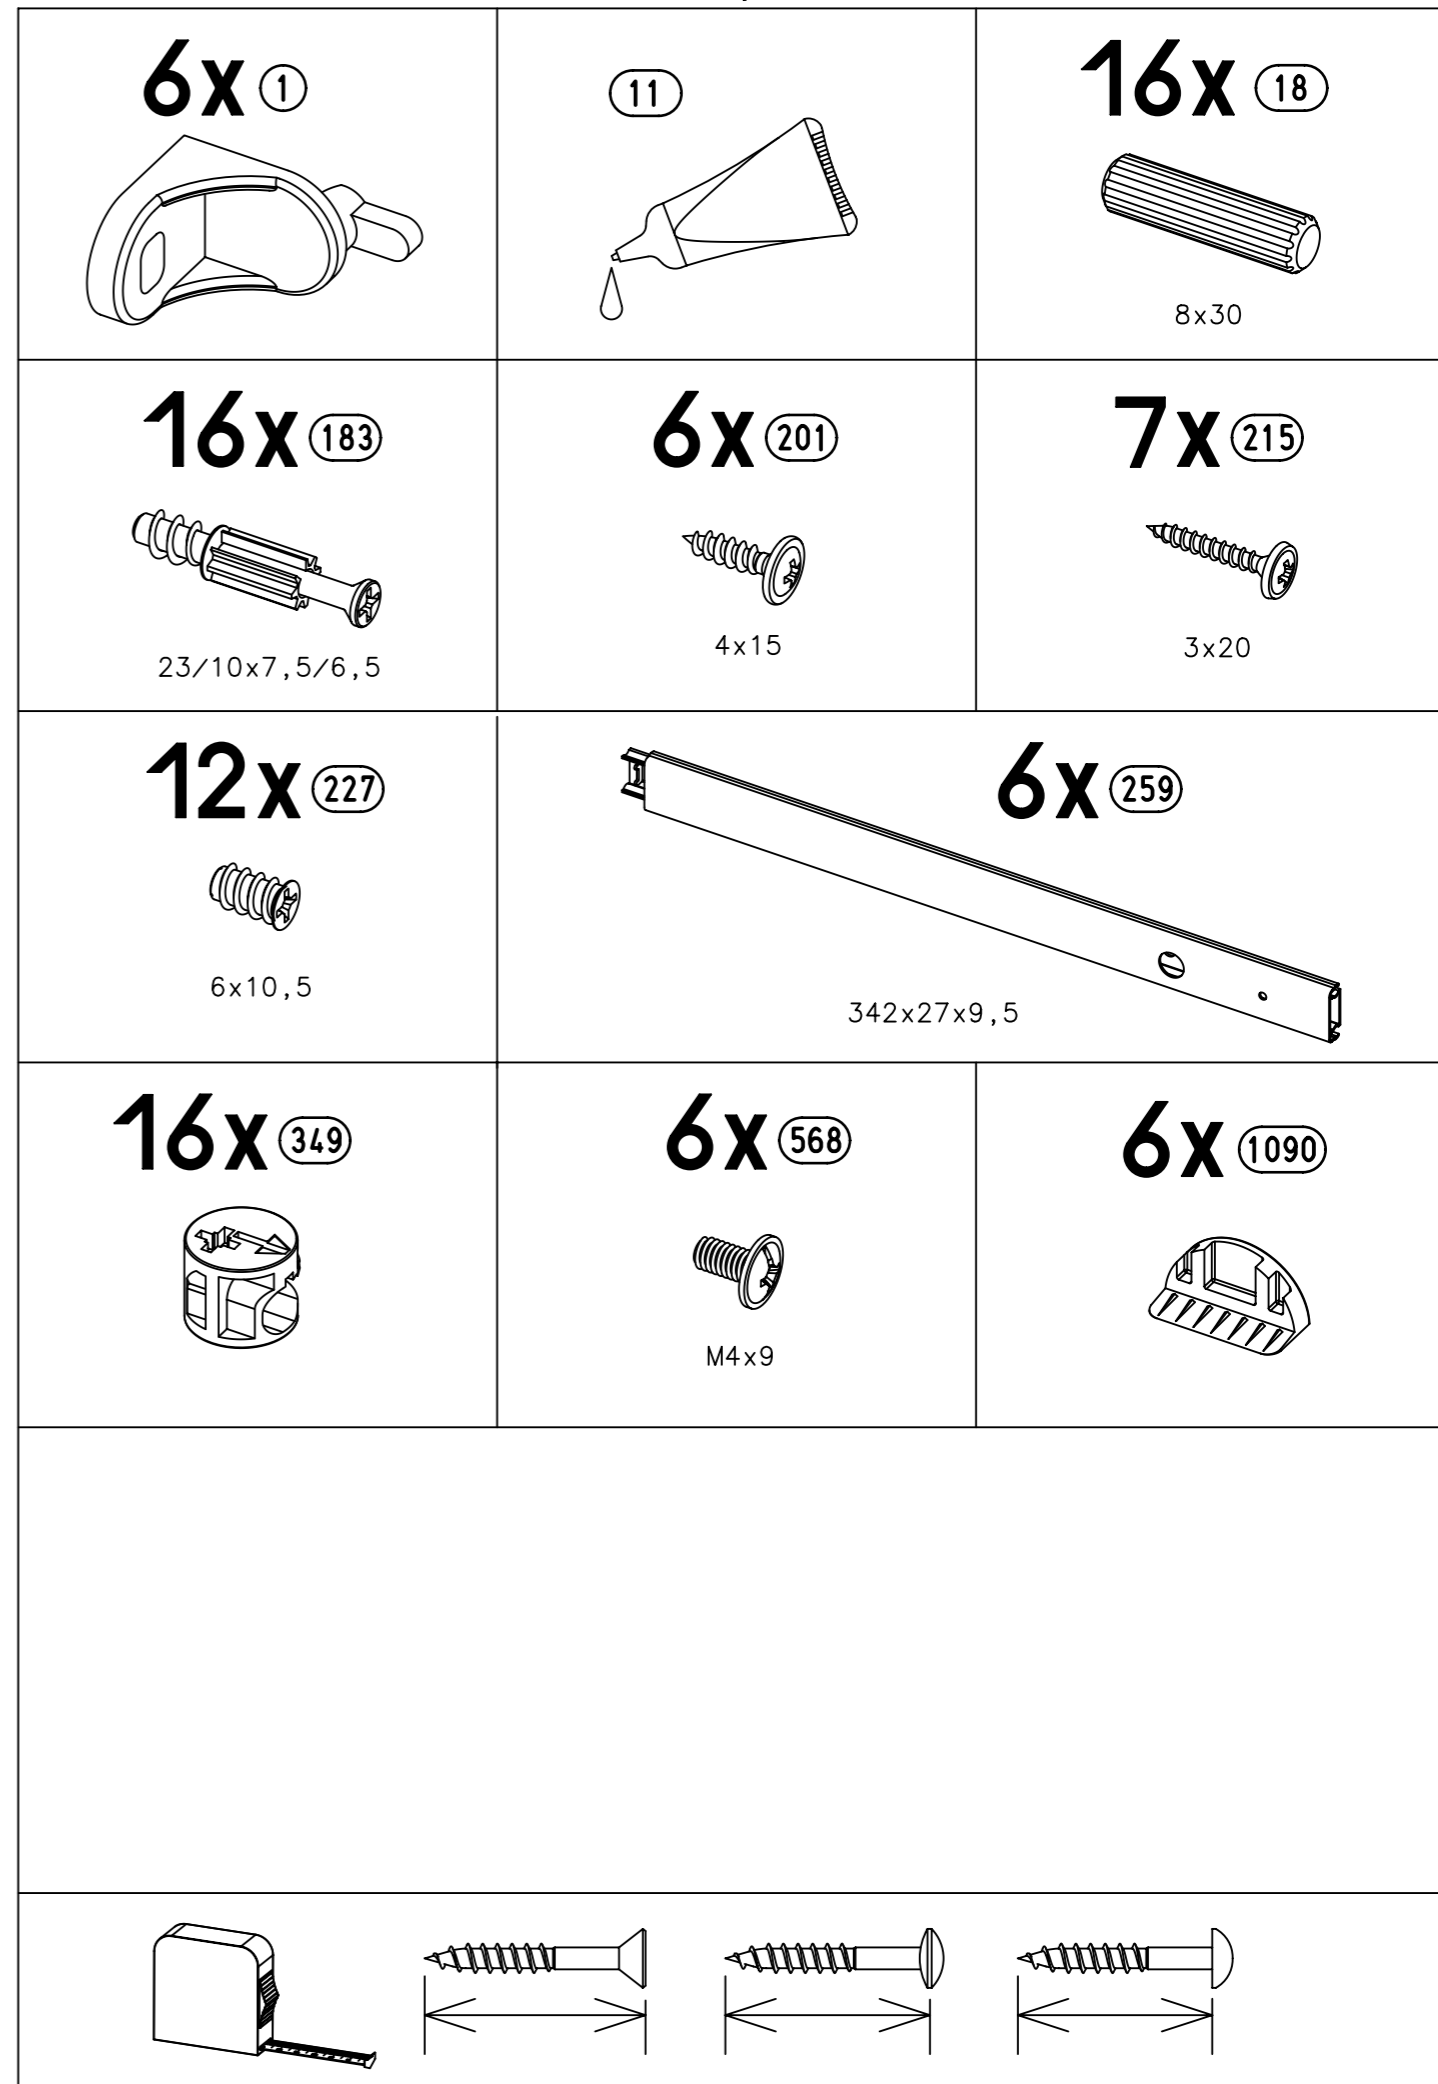 6x 1
11
16x 18
8x30
16x 183
23/10x7,5/6,5
6x 201
4x15
7x 215
3x20
12x 227
6x10,5
6x 259
342x27x9,5
16x 349
6x 568
M4x9
6x 1090